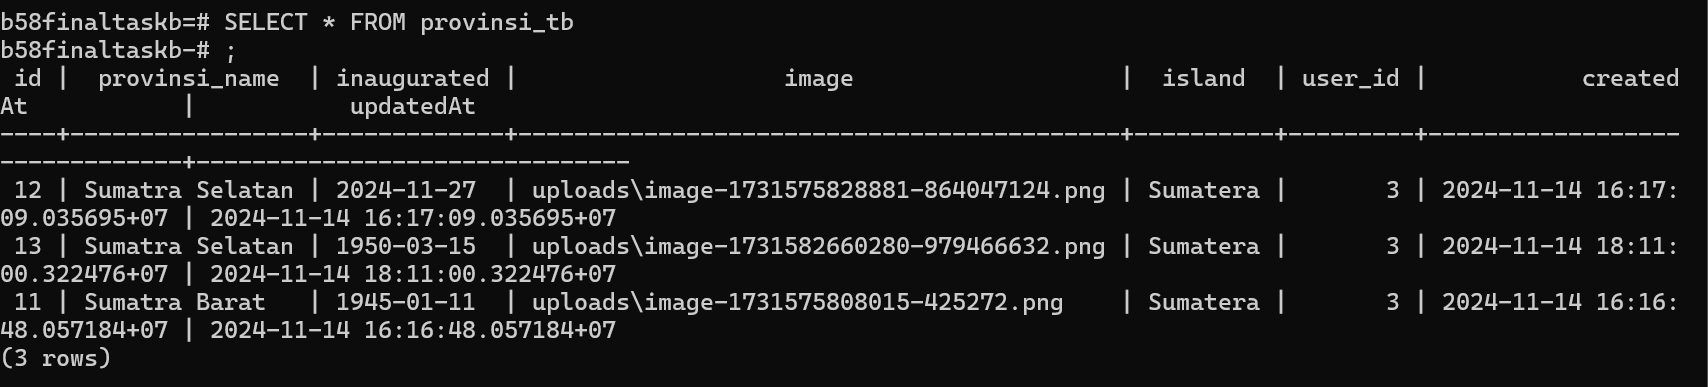 b58finaltaskb=# SELECT * FROM provinsi_tb
b58finaltaskb-# ;
 id |  provinsi_name  | inaugurated |                   image                   |  island  | user_id |           created
At             |           updatedAt
----+-----------------+-------------+-------------------------------------------+----------+---------+------------------
-------------+-------------------------------
 12 | Sumatra Selatan | 2024-11-27  | uploads\image-1731575828881-864047124.png | Sumatera |       3 | 2024-11-14 16:17:
09.035695+07 | 2024-11-14 16:17:09.035695+07
 13 | Sumatra Selatan | 1950-03-15  | uploads\image-1731582660280-979466632.png | Sumatera |       3 | 2024-11-14 18:11:
00.322476+07 | 2024-11-14 18:11:00.322476+07
 11 | Sumatra Barat   | 1945-01-11  | uploads\image-1731575808015-425272.png    | Sumatera |       3 | 2024-11-14 16:16:
48.057184+07 | 2024-11-14 16:16:48.057184+07
(3 rows)